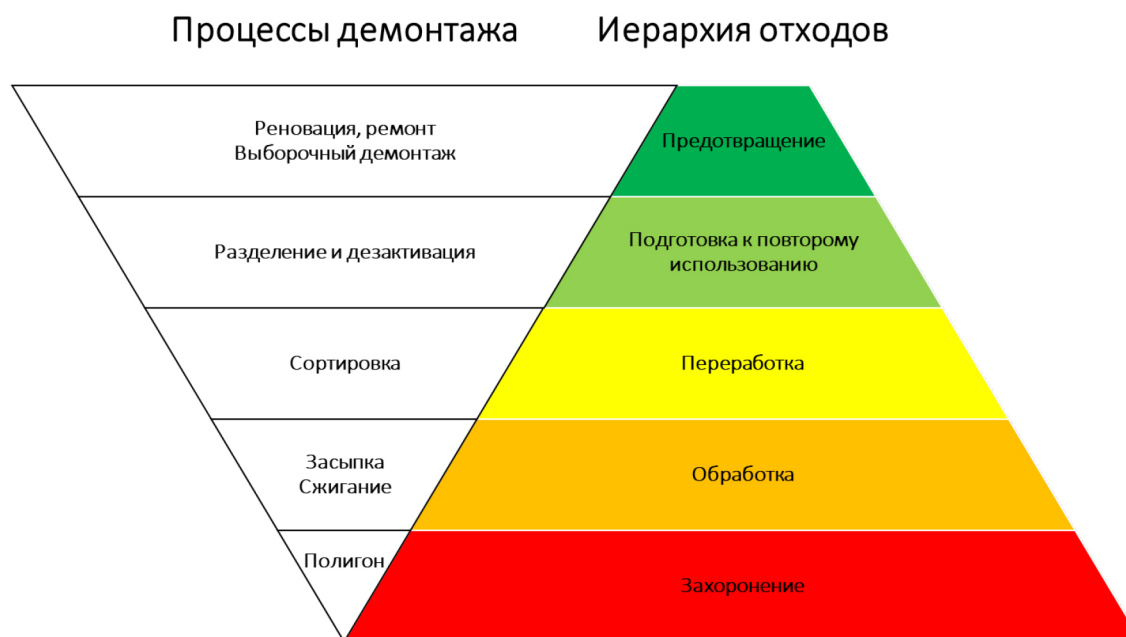 Процессы демонтажа
Иерархия отходов
Реновация, ремонт
Выборочный демонтаж
Предотвращение
Разделение и дезактивация
Подготовка к повторому
использованию
Сортировка
Переработка
Засыпка
Сжигание
Обработка
Полигон
Захоронение